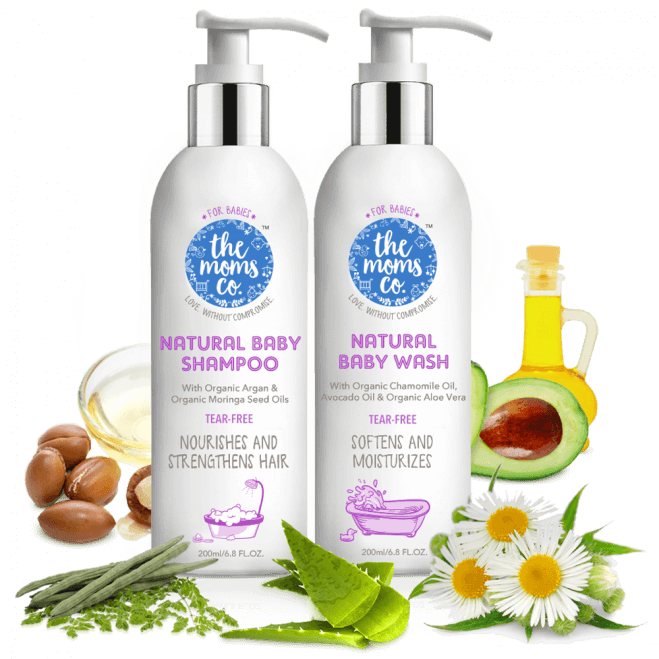 * FOR BABIES *
the
moms
co.
TM
LOVE. WITHOUT COMPROMISE
NATURAL BABY
SHAMPOO
With Organic Argan &
Organic Moringa Seed Oils
TEAR-FREE
NOURISHES AND
STRENGTHENS HAIR
200ml/6.8 FL.OZ.
* FOR BABIES *
the
moms
co.
TM
LOVE. WITHOUT COMPROMISE
NATURAL
BABY WASH
With Organic Chamomile Oil,
Avocado Oil & Organic Aloe Vera
TEAR-FREE
SOFTENS AND
MOISTURIZES
200ml/6.8 FL.OZ.